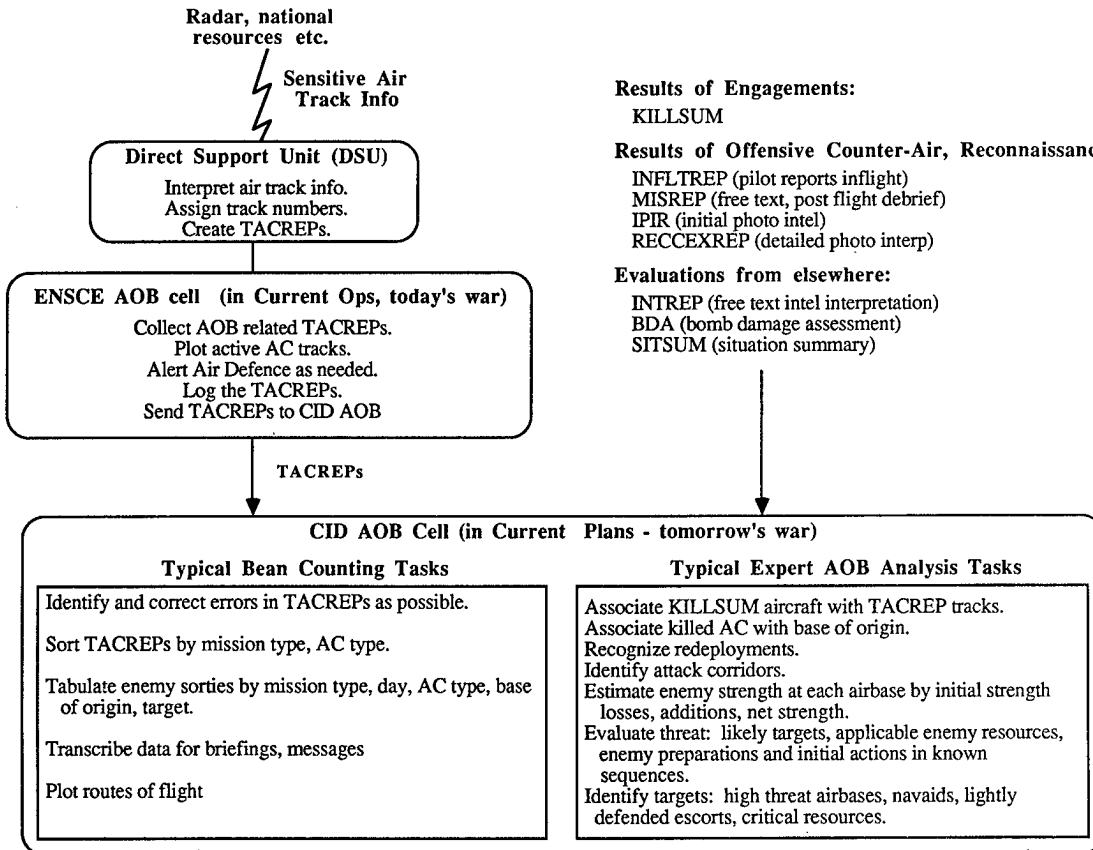 Radar, national
resources etc.
Sensitive Air
Track Info
Direct Support Unit (DSU)
Interpret air track info.
Assign track numbers.
Create TACREPs.
ENSCE AOB cell (in Current Ops, today's war)
Collect AOB related TACREPs.
Plot active AC tracks.
Alert Air Defence as needed.
Log the TACREPs.
Send TACREPs to CID AOB
TACREPs
Results of Engagements:
KILLSUM
Results of Offensive Counter-Air, Reconnaissanc
INFLTREP (pilot reports inflight)
MISREP (free text, post flight debrief)
IPIR (initial photo intel)
RECCEXREP (detailed photo interp)
Evaluations from elsewhere:
INTREP (free text intel interpretation)
BDA (bomb damage assessment)
SITSUM (situation summary)
CID AOB Cell (in Current Plans - tomorrow's war)
Typical Bean Counting Tasks
Identify and correct errors in TACREPs as possible.
Sort TACREPs by mission type, AC type.
Tabulate enemy sorties by mission type, day, AC type, base
of origin, target.
Transcribe data for briefings, messages
Plot routes of flight
Typical Expert AOB Analysis Tasks
Associate KILLSUM aircraft with TACREP tracks.
Associate killed AC with base of origin.
Recognize redeployments.
Identify attack corridors.
Estimate enemy strength at each airbase by initial strength
losses, additions, net strength.
Evaluate threat: likely targets, applicable enemy resources,
enemy preparations and initial actions in known
sequences.
Identify targets: high threat airbases, navaids, lightly
defended escorts, critical resources.